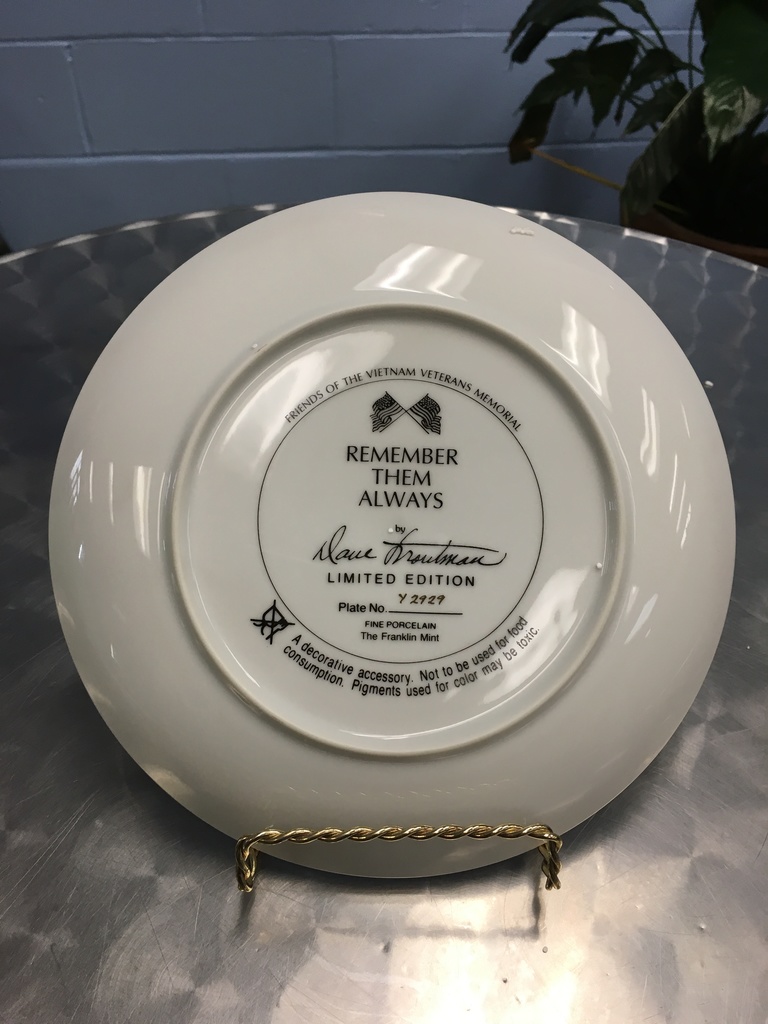 FRIENDS OF THE VIETNAM VETERANS MEMORIAL
REMEMBER
THEM
ALWAYS
by
Dave Troutman
LIMITED EDITION
Plate No. Y2929
FINE PORCELAIN
The Franklin Mint
A decorative accessory. Not to be used for food
consumption. Pigments used for color may be toxic.